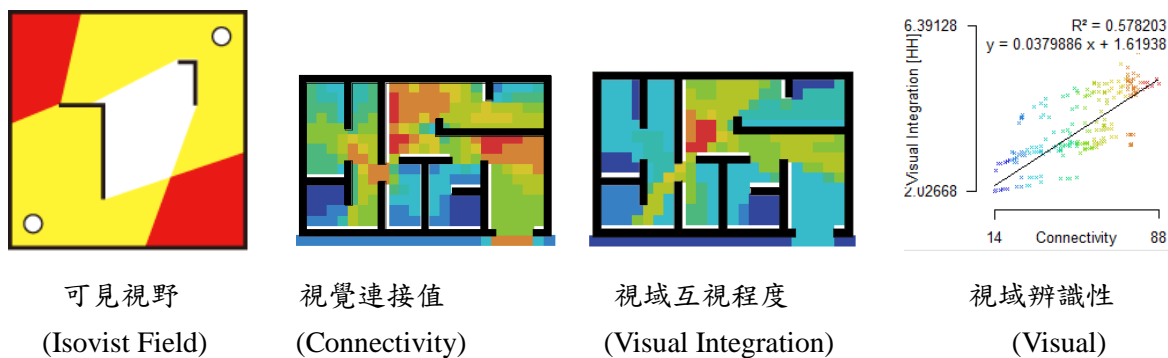 6.39128
R² = 0.578203
y = 0.0379886 x + 1.61938
Visual Integration [HH]
2.02668
14 Connectivity 88
可見視野 視覺連接值 視域互視程度 視域辨識性
(Isovist Field) (Connectivity) (Visual Integration) (Visual)